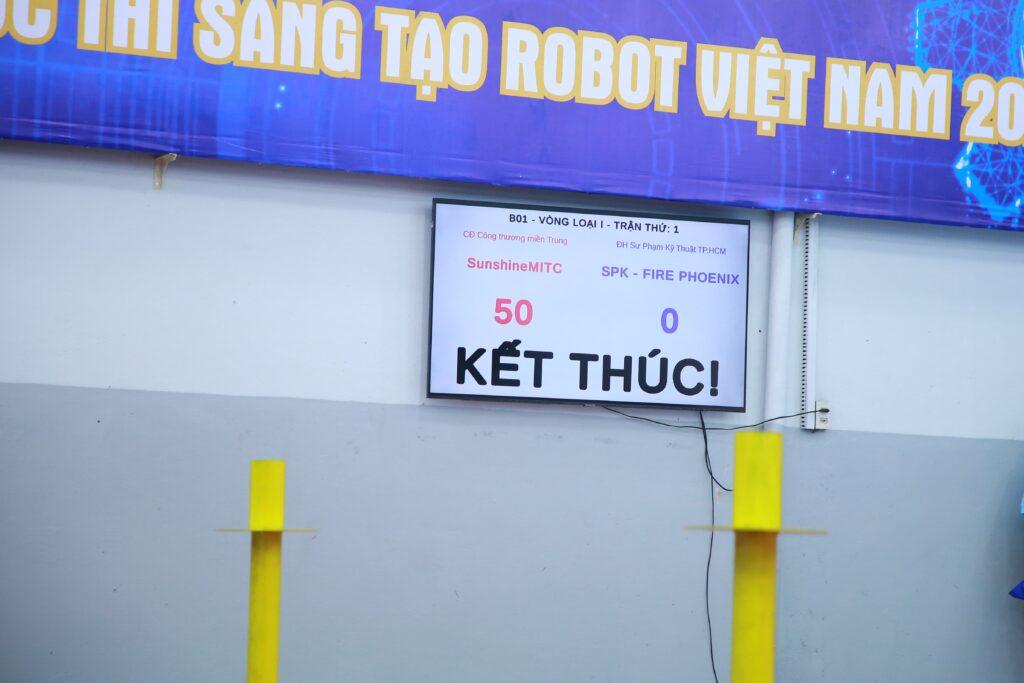 THI SÁNG TẠO ROBOT VIỆT NAM 20
B01 - VÒNG LOẠI I - TRẬN THỨ: 1
CĐ Công thương miền Trung
ĐH Sư Phạm Kỹ Thuật TP.HCM
SunshineMITC
SPK - FIRE PHOENIX
50
0
KẾT THÚC!